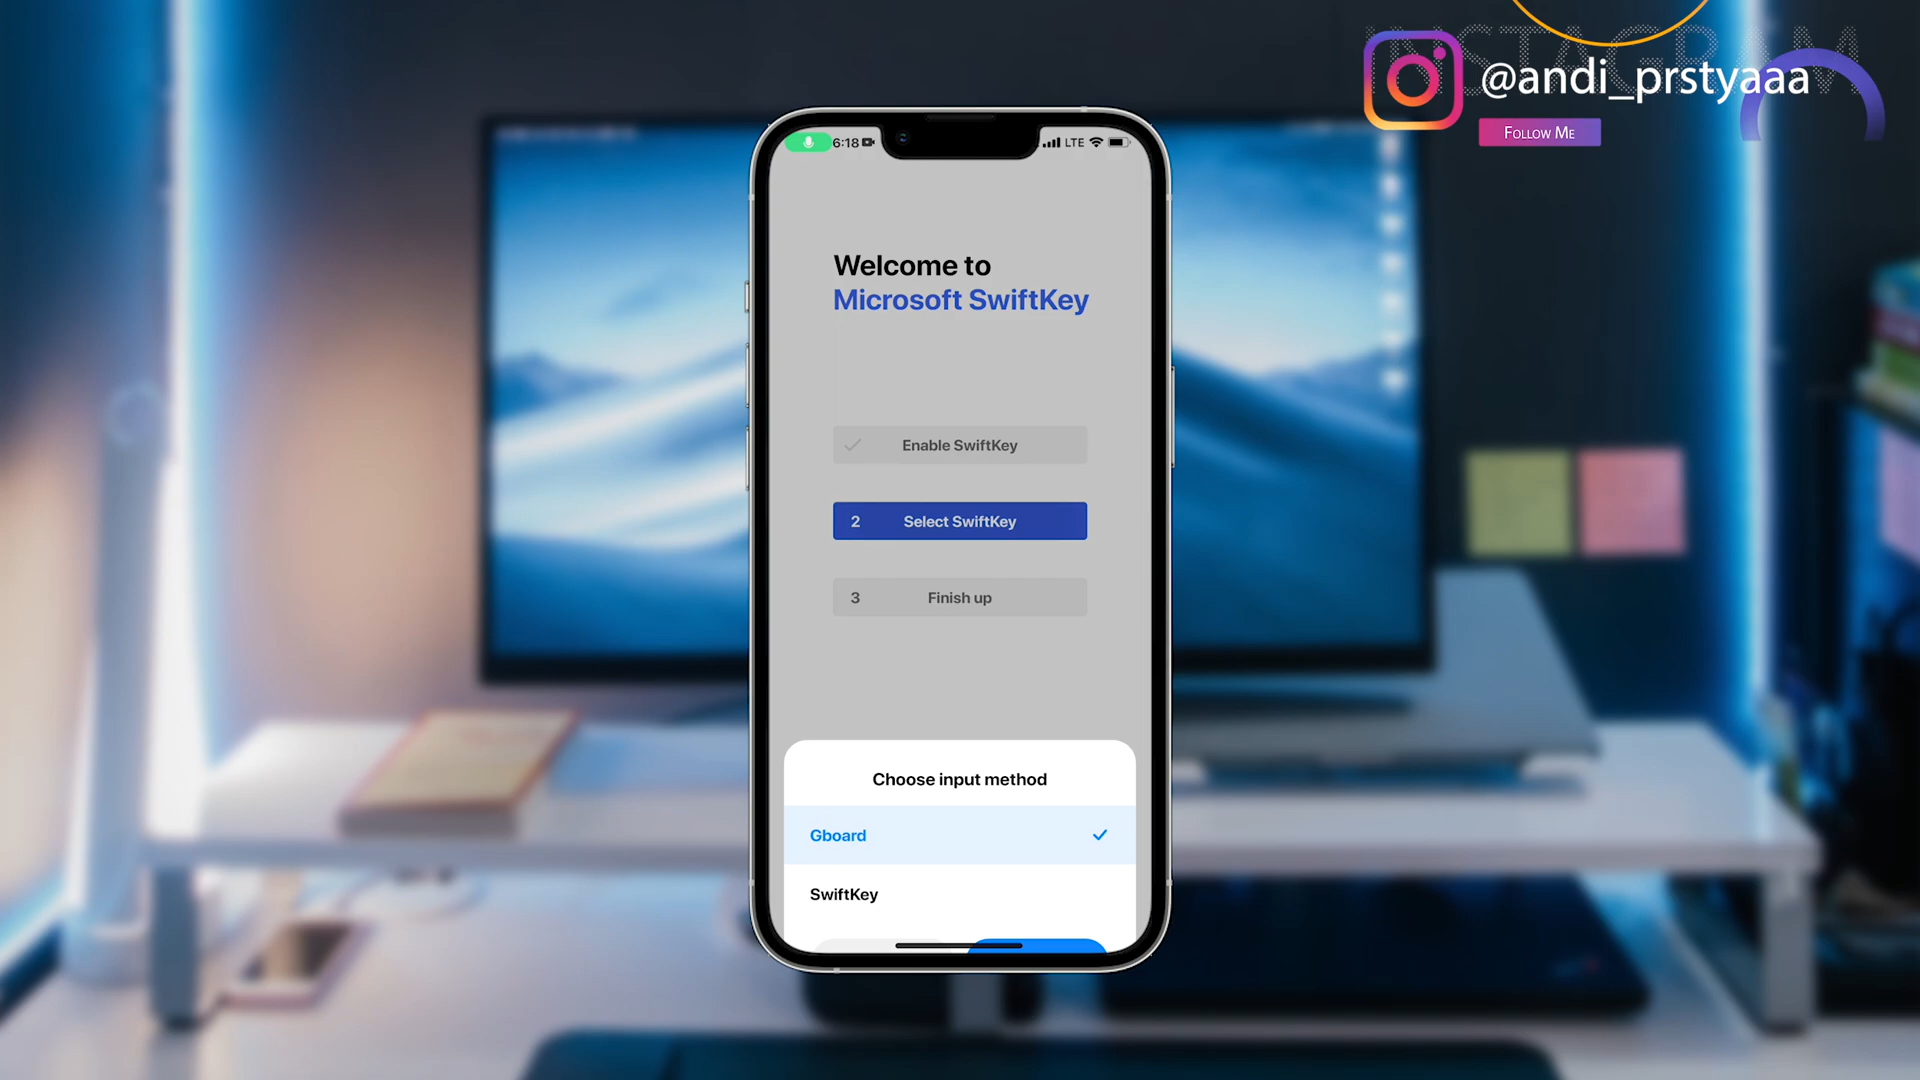 INSTAGRAM
@andi_prstyaaa
Follow Me
6:18
LTE
Welcome to
Microsoft SwiftKey
Enable SwiftKey
2 Select SwiftKey
3 Finish up
Choose input method
Gboard
SwiftKey